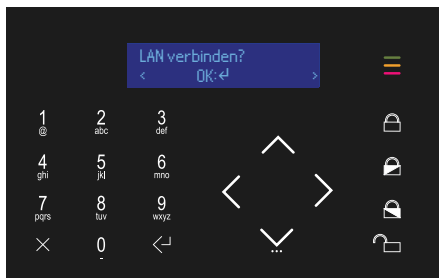 LAN verbinden?
< OK:↵ >
1 2 3
@ abc def
4 5 6
ghi jkl mno
7 8 9
pqrs tuv wxyz
0
-
...